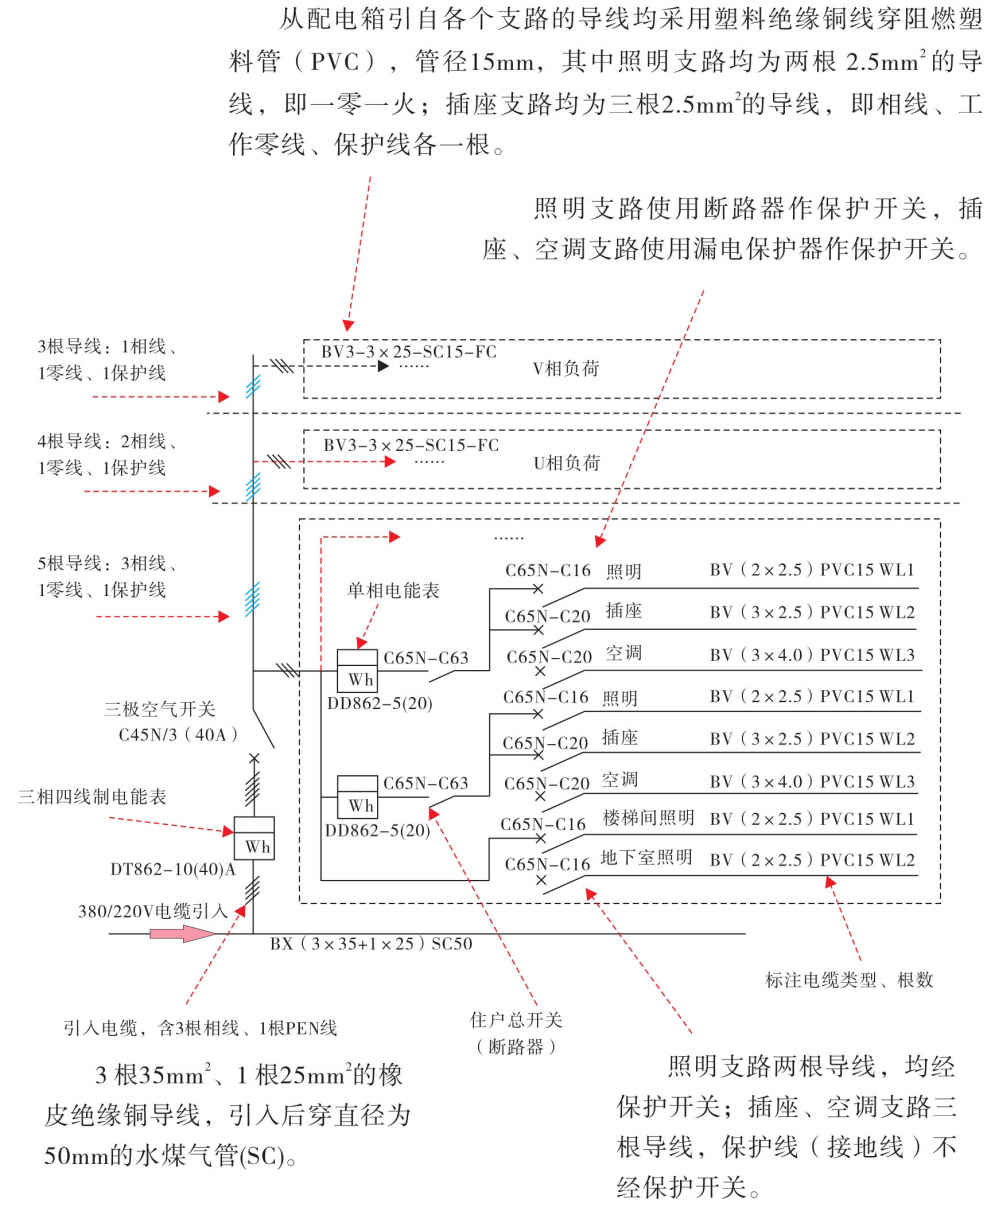 从配电箱引自各个支路的导线均采用塑料绝缘铜线穿阻燃塑
料管（PVC），管径15mm，其中照明支路均为两根 2.5mm²的导
线，即一零一火；插座支路均为三根2.5mm²的导线，即相线、工
作零线、保护线各一根。
照明支路使用断路器作保护开关，插
座、空调支路使用漏电保护器作保护开关。
3根导线：1相线、
1零线、1保护线
BV3-3×25-SC15-FC
······
V相负荷
4根导线：2相线、
1零线、1保护线
BV3-3×25-SC15-FC
······
U相负荷
5根导线：3相线、
1零线、1保护线
······
单相电能表
C65N-C16 照明 BV（2×2.5）PVC15 WL1
C65N-C20 插座 BV（3×2.5）PVC15 WL2
C65N-C20 空调 BV（3×4.0）PVC15 WL3
C65N-C63
Wh
DD862-5(20)
C65N-C16 照明 BV（2×2.5）PVC15 WL1
C65N-C20 插座 BV（3×2.5）PVC15 WL2
C65N-C20 空调 BV（3×4.0）PVC15 WL3
C65N-C63
Wh
DD862-5(20)
C65N-C16 楼梯间照明 BV（2×2.5）PVC15 WL1
C65N-C16 地下室照明 BV（2×2.5）PVC15 WL2
三极空气开关
C45N/3（40A）
三相四线制电能表
Wh
DT862-10(40)A
380/220V电缆引入
BX（3×35+1×25）SC50
标注电缆类型、根数
引入电缆，含3根相线、1根PEN线
住户总开关
（断路器）
3 根35mm²、1 根25mm²的橡
皮绝缘铜导线，引入后穿直径为
50mm的水煤气管(SC)。
照明支路两根导线，均经
保护开关；插座、空调支路三
根导线，保护线（接地线）不
经保护开关。